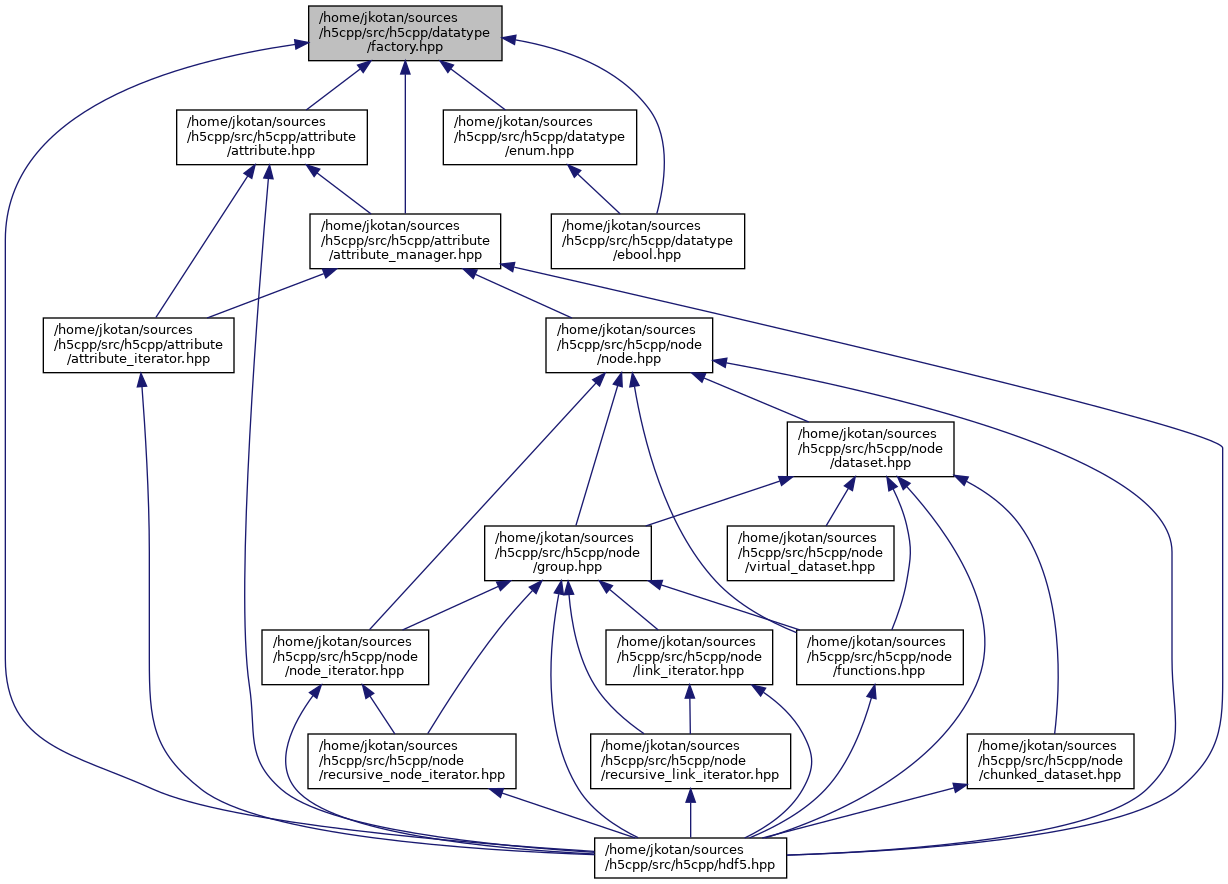 /home/jkotan/sources
/h5cpp/src/h5cpp/datatype
/factory.hpp
/home/jkotan/sources
/h5cpp/src/h5cpp/attribute
/attribute.hpp
/home/jkotan/sources
/h5cpp/src/h5cpp/datatype
/enum.hpp
/home/jkotan/sources
/h5cpp/src/h5cpp/attribute
/attribute_manager.hpp
/home/jkotan/sources
/h5cpp/src/h5cpp/datatype
/ebool.hpp
/home/jkotan/sources
/h5cpp/src/h5cpp/attribute
/attribute_iterator.hpp
/home/jkotan/sources
/h5cpp/src/h5cpp/node
/node.hpp
/home/jkotan/sources
/h5cpp/src/h5cpp/node
/dataset.hpp
/home/jkotan/sources
/h5cpp/src/h5cpp/node
/group.hpp
/home/jkotan/sources
/h5cpp/src/h5cpp/node
/virtual_dataset.hpp
/home/jkotan/sources
/h5cpp/src/h5cpp/node
/node_iterator.hpp
/home/jkotan/sources
/h5cpp/src/h5cpp/node
/link_iterator.hpp
/home/jkotan/sources
/h5cpp/src/h5cpp/node
/functions.hpp
/home/jkotan/sources
/h5cpp/src/h5cpp/node
/recursive_node_iterator.hpp
/home/jkotan/sources
/h5cpp/src/h5cpp/node
/recursive_link_iterator.hpp
/home/jkotan/sources
/h5cpp/src/h5cpp/node
/chunked_dataset.hpp
/home/jkotan/sources
/h5cpp/src/h5cpp/hdf5.hpp